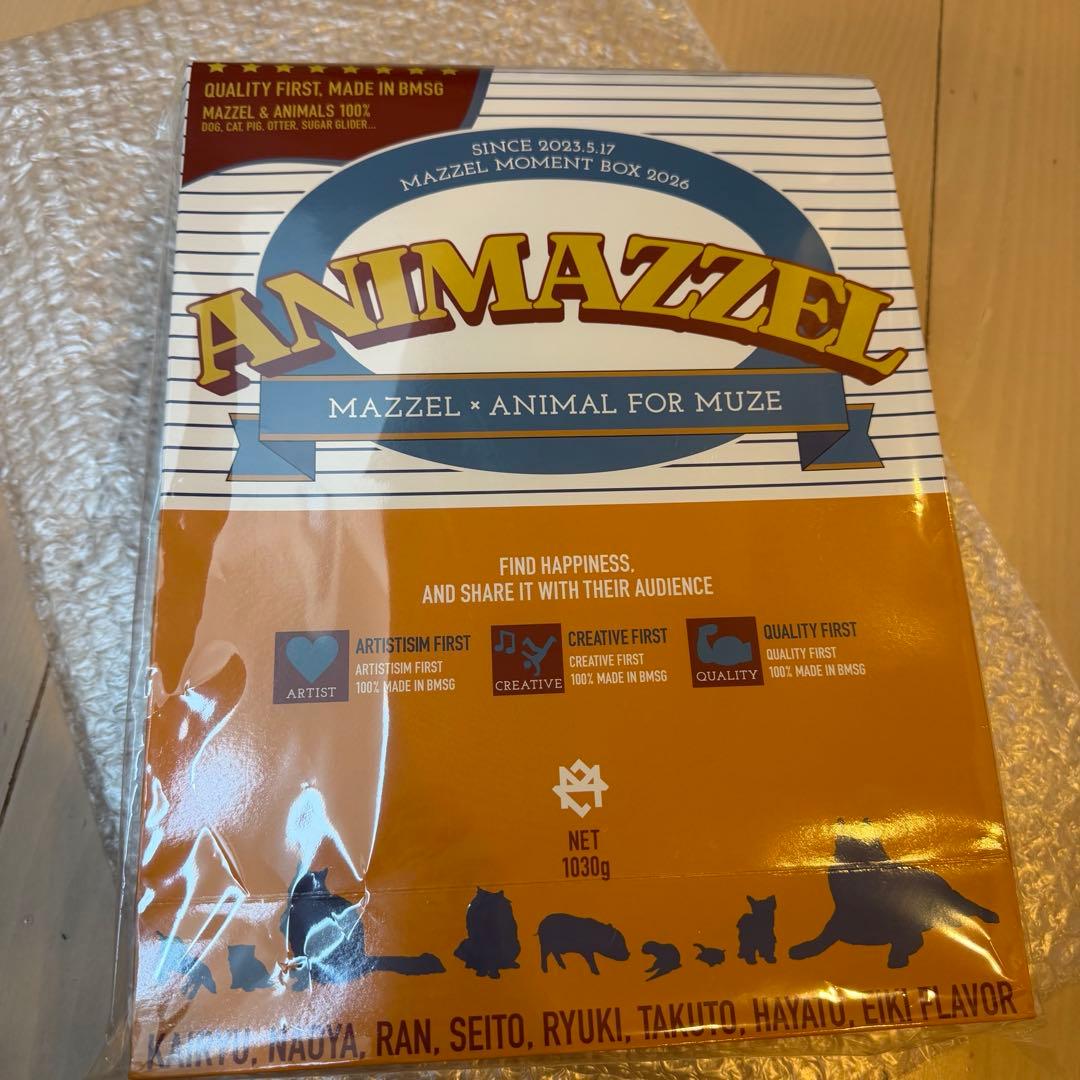 QUALITY FIRST, MADE IN BMSG
MAZZEL & ANIMALS 100%
DOG, CAT, PIG, OTTER, SUGAR GLIDER...
SINCE 2023.5.17
MAZZEL MOMENT BOX 2026
ANIMAZZEL
MAZZEL × ANIMAL FOR MUZE
FIND HAPPINESS,
AND SHARE IT WITH THEIR AUDIENCE
ARTIST
ARTISTISIM FIRST
ARTISTISIM FIRST
100% MADE IN BMSG
CREATIVE
CREATIVE FIRST
CREATIVE FIRST
100% MADE IN BMSG
QUALITY
QUALITY FIRST
QUALITY FIRST
100% MADE IN BMSG
NET
1030g
KAIRYU, NAOYA, RAN, SEITO, RYUKI, TAKUTO, HAYATO, EIKI FLAVOR